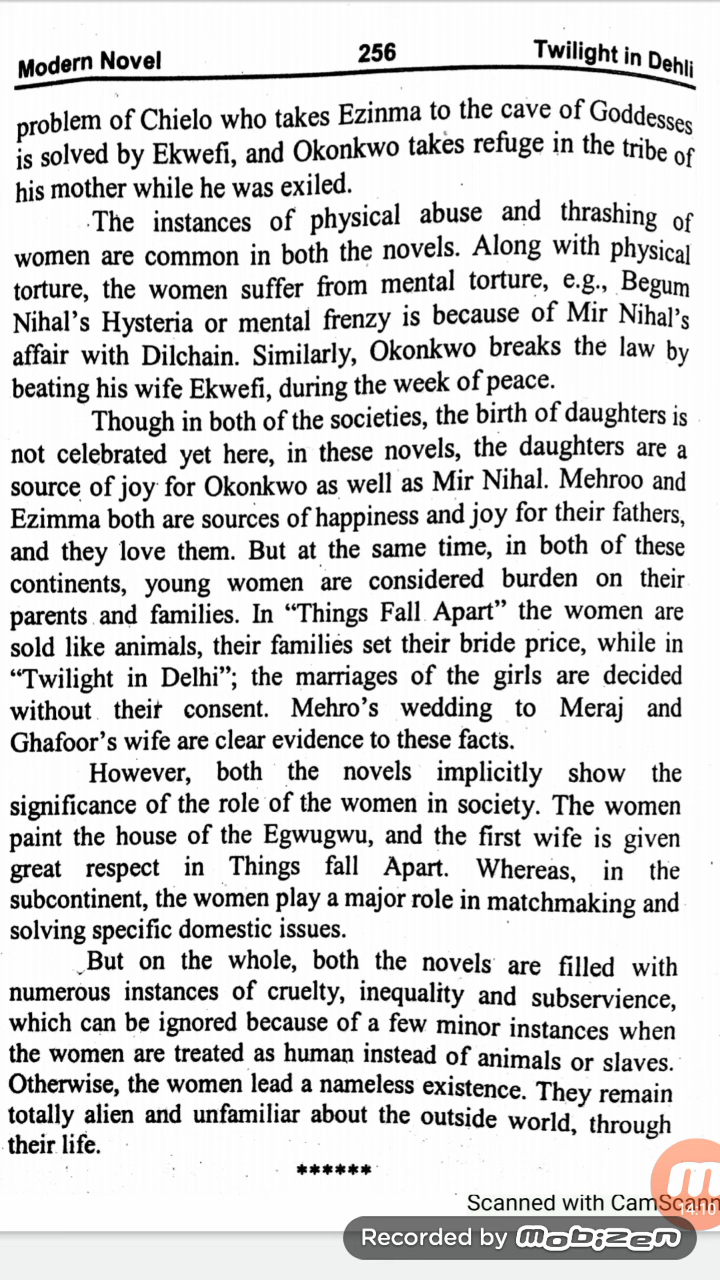 Modern Novel 256 Twilight in Dehli
problem of Chielo who takes Ezinma to the cave of Goddesses
is solved by Ekwefi, and Okonkwo takes refuge in the tribe of
his mother while he was exiled.
The instances of physical abuse and thrashing of
women are common in both the novels. Along with physical
torture, the women suffer from mental torture, e.g., Begum
Nihal's Hysteria or mental frenzy is because of Mir Nihal's
affair with Dilchain. Similarly, Okonkwo breaks the law by
beating his wife Ekwefi, during the week of peace.
Though in both of the societies, the birth of daughters is
not celebrated yet here, in these novels, the daughters are a
source of joy for Okonkwo as well as Mir Nihal. Mehroo and
Ezimma both are sources of happiness and joy for their fathers,
and they love them. But at the same time, in both of these
continents, young women are considered burden on their
parents and families. In “Things Fall Apart” the women are
sold like animals, their families set their bride price, while in
“Twilight in Delhi”; the marriages of the girls are decided
without their consent. Mehro's wedding to Meraj and
Ghafoor's wife are clear evidence to these facts.
However, both the novels implicitly show the
significance of the role of the women in society. The women
paint the house of the Egwugwu, and the first wife is given
great respect in Things fall Apart. Whereas, in the
subcontinent, the women play a major role in matchmaking and
solving specific domestic issues.
But on the whole, both the novels are filled with
numerous instances of cruelty, inequality and subservience,
which can be ignored because of a few minor instances when
the women are treated as human instead of animals or slaves.
Otherwise, the women lead a nameless existence. They remain
totally alien and unfamiliar about the outside world, through
their life.
******
Scanned with CamScann
14:10
Recorded by Mobizen